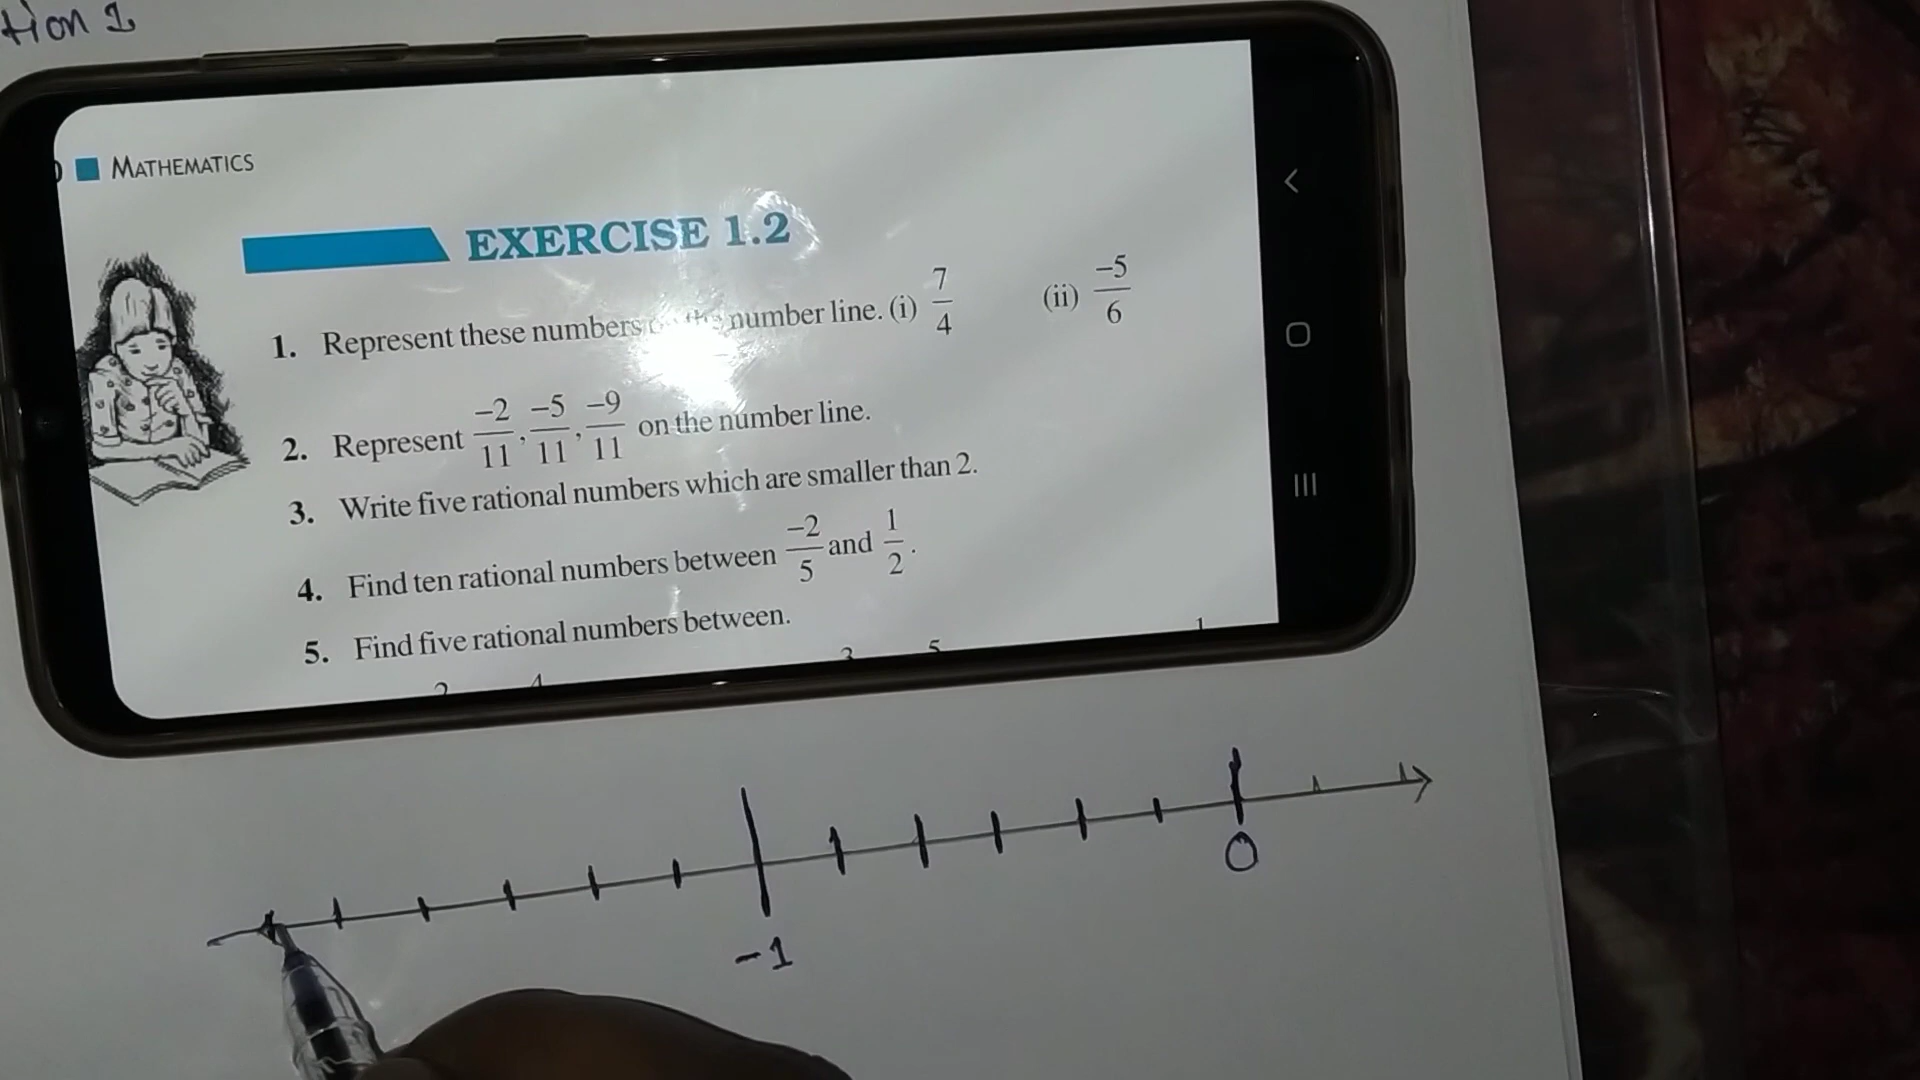 tion 1
MATHEMATICS
EXERCISE 1.2
1. Represent these numbers on the number line. (i) 7/4 (ii) -5/6
2. Represent -2/11, -5/11, -9/11 on the number line.
3. Write five rational numbers which are smaller than 2.
4. Find ten rational numbers between -2/5 and 1/2.
5. Find five rational numbers between.
0
-1